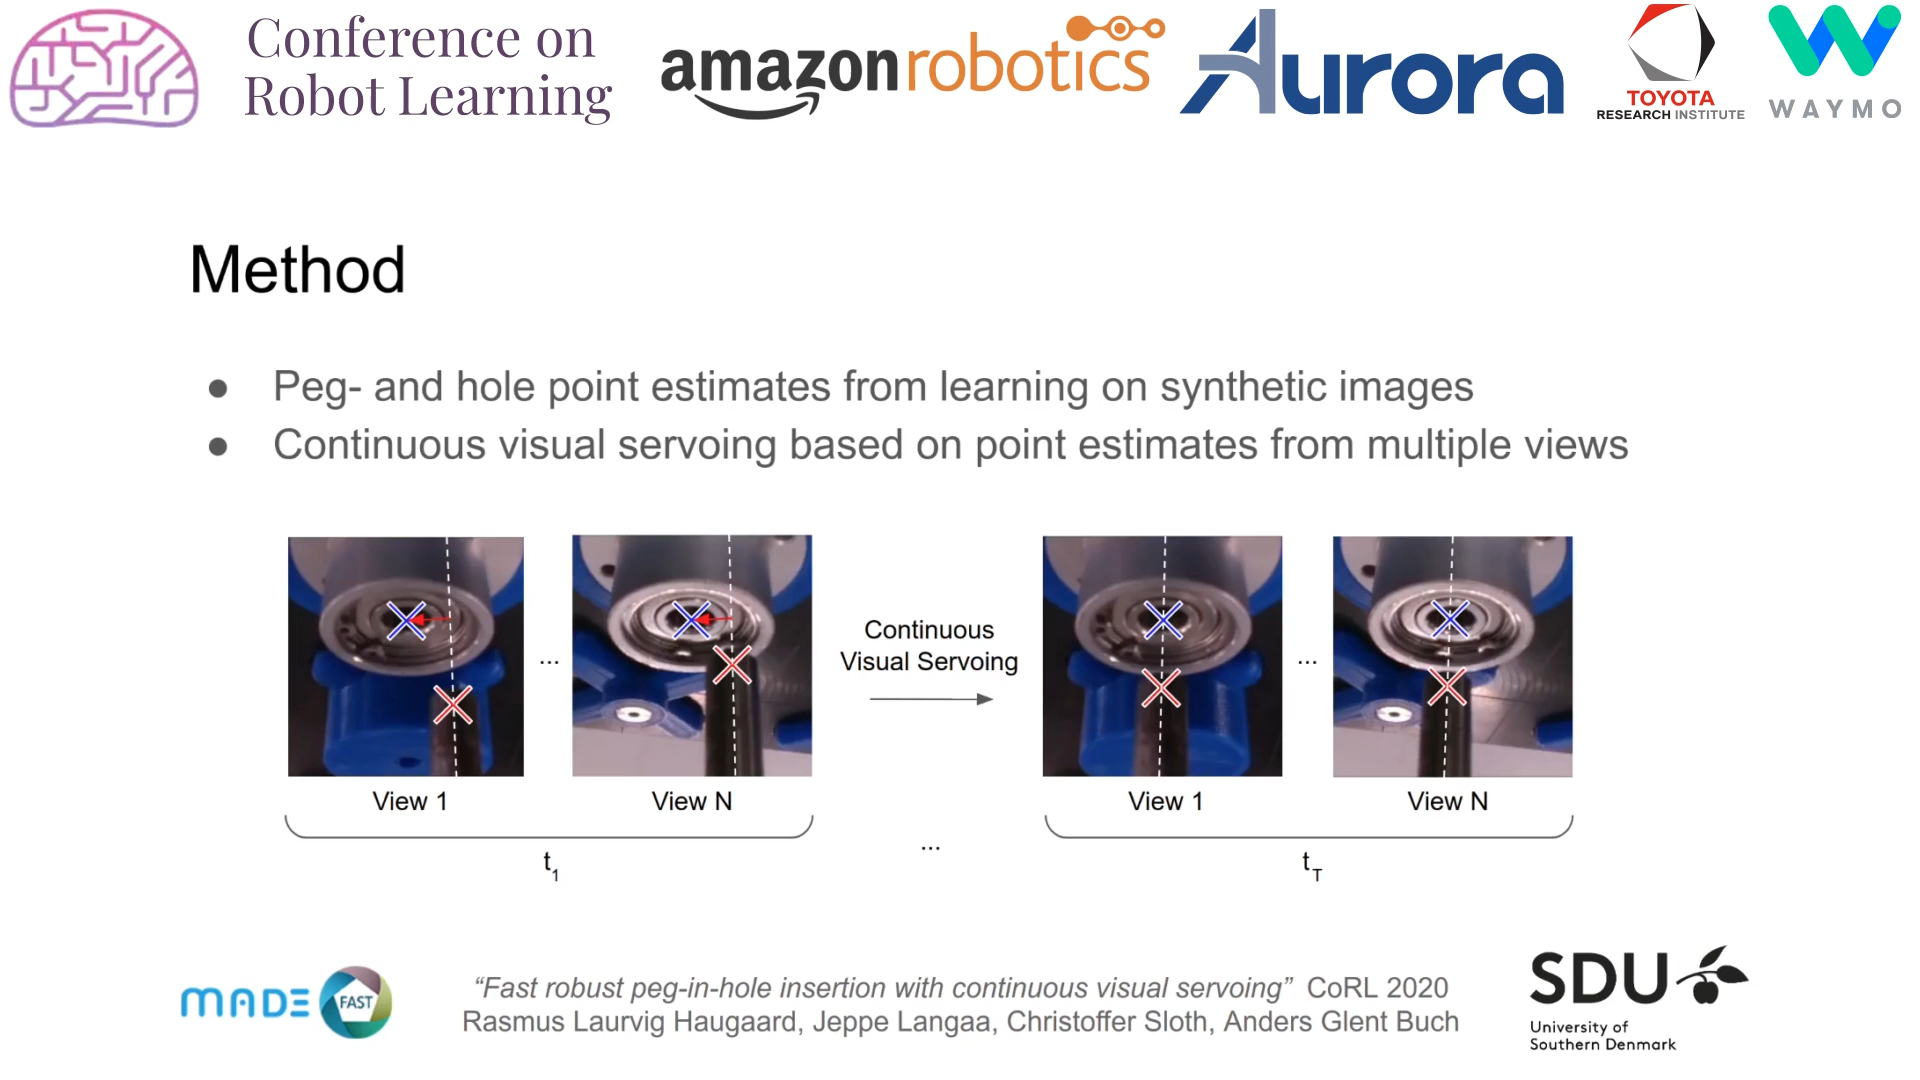 Conference on
Robot Learning
amazon robotics
Aurora
TOYOTA
RESEARCH INSTITUTE
WAYMO
Method
● Peg- and hole point estimates from learning on synthetic images
● Continuous visual servoing based on point estimates from multiple views
...
Continuous
Visual Servoing
...
View 1
View N
View 1
View N
...
t1
tT
MADE FAST
“Fast robust peg-in-hole insertion with continuous visual servoing” CoRL 2020
Rasmus Laurvig Haugaard, Jeppe Langaa, Christoffer Sloth, Anders Glent Buch
SDU
University of
Southern Denmark